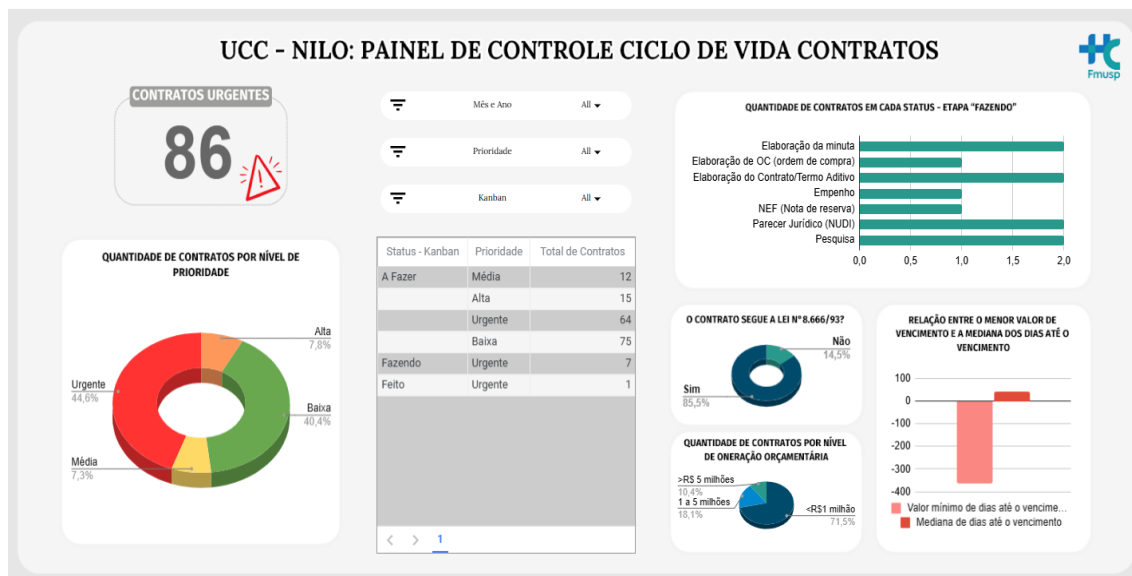 UCC - NILO: PAINEL DE CONTROLE CICLO DE VIDA CONTRATOS
HC
Fmusp
CONTRATOS URGENTES
86
Mês e Ano All
Prioridade All
Kanban All
QUANTIDADE DE CONTRATOS EM CADA STATUS - ETAPA "FAZENDO"
Elaboração da minuta
Elaboração de OC (ordem de compra)
Elaboração do Contrato/Termo Aditivo
Empenho
NEF (Nota de reserva)
Parecer Jurídico (NUDI)
Pesquisa
0,0 0,5 1,0 1,5 2,0
QUANTIDADE DE CONTRATOS POR NÍVEL DE
PRIORIDADE
Alta
7,8%
Urgente
44,6%
Baixa
40,4%
Média
7,3%
Status - Kanban Prioridade Total de Contratos
A Fazer Média 12
Alta 15
Urgente 64
Baixa 75
Fazendo Urgente 7
Feito Urgente 1
1
O CONTRATO SEGUE A LEI N° 8.666/93?
Não
14,5%
Sim
85,5%
QUANTIDADE DE CONTRATOS POR NÍVEL
DE ONERAÇÃO ORÇAMENTÁRIA
>R$ 5 milhões
10,4%
1 a 5 milhões
18,1%
<R$1 milhão
71,5%
RELAÇÃO ENTRE O MENOR VALOR DE
VENCIMENTO E A MEDIANA DOS DIAS ATÉ O
VENCIMENTO
100
0
-100
-200
-300
-400
Valor mínimo de dias até o vencime...
Mediana de dias até o vencimento